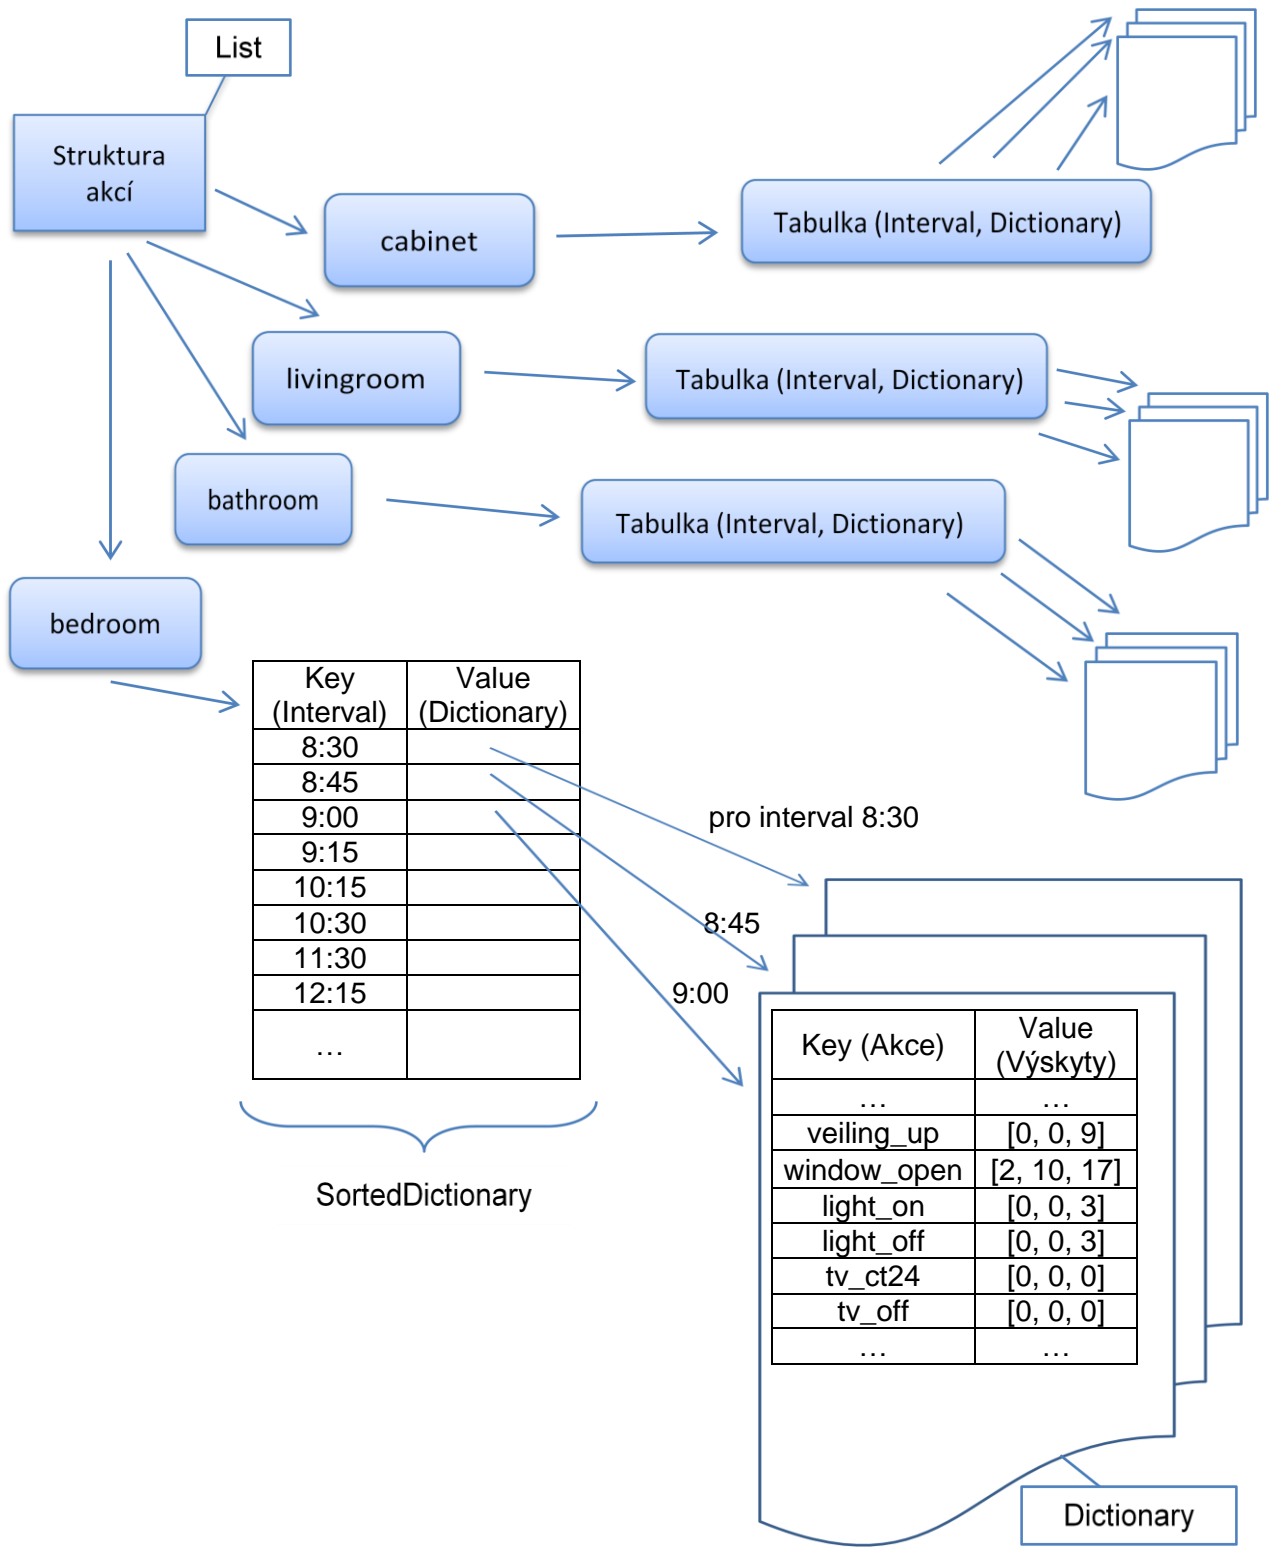 List
Struktura
akcí
cabinet
Tabulka (Interval, Dictionary)
livingroom
Tabulka (Interval, Dictionary)
bathroom
Tabulka (Interval, Dictionary)
bedroom
Key
(Interval)
Value
(Dictionary)
8:30
8:45
9:00
9:15
10:15
10:30
11:30
12:15
…
SortedDictionary
pro interval 8:30
8:45
9:00
Key (Akce)
Value
(Výskyty)
… …
veiling_up [0, 0, 9]
window_open [2, 10, 17]
light_on [0, 0, 3]
light_off [0, 0, 3]
tv_ct24 [0, 0, 0]
tv_off [0, 0, 0]
… …
Dictionary